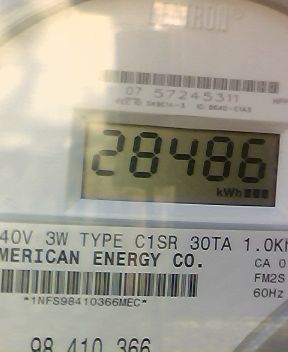 07 57245311
28486
kWh
40V 3W TYPE C1SR 30TA 1.0Kh
MERICAN ENERGY CO.
CA 0
FM2S
60Hz
*1NFS98410366MEC*
98 410 366